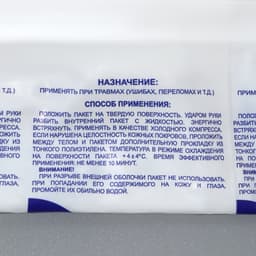 НАЗНАЧЕНИЕ:
ПРИМЕНЯТЬ ПРИ ТРАВМАХ (УШИБАХ, ПЕРЕЛОМАХ И Т.Д.)
СПОСОБ ПРИМЕНЕНИЯ:
ПОЛОЖИТЬ ПАКЕТ НА ТВЕРДУЮ ПОВЕРХНОСТЬ. УДАРОМ РУКИ
РАЗБИТЬ ВНУТРЕННИЙ ПАКЕТ С ЖИДКОСТЬЮ. ЭНЕРГИЧНО
ВСТРЯХНУТЬ. ПРИМЕНЯТЬ В КАЧЕСТВЕ ХОЛОДНОГО КОМПРЕССА.
ЕСЛИ НАРУШЕНА ЦЕЛОСТНОСТЬ КОЖНЫХ ПОКРОВОВ, ПРОЛОЖИТЬ
МЕЖДУ ТЕЛОМ И ПАКЕТОМ ДОПОЛНИТЕЛЬНУЮ ПРОКЛАДКУ ИЗ
ТОНКОГО ПОЛИЭТИЛЕНА. ТЕМПЕРАТУРА В РЕЖИМЕ ОХЛАЖДЕНИЯ
НА ПОВЕРХНОСТИ ПАКЕТА +4±4°С. ВРЕМЯ ЭФФЕКТИВНОГО
ПРИМЕНЕНИЯ: НЕ МЕНЕЕ 10 МИНУТ.
ВНИМАНИЕ!
ПРИ РАЗРЫВЕ ВНЕШНЕЙ ОБОЛОЧКИ ПАКЕТ НЕ ИСПОЛЬЗОВАТЬ.
ПРИ ПОПАДАНИИ ЕГО СОДЕРЖИМОГО НА КОЖУ И ГЛАЗА,
ПРОМОЙТЕ ИХ ОБИЛЬНО ВОДОЙ.